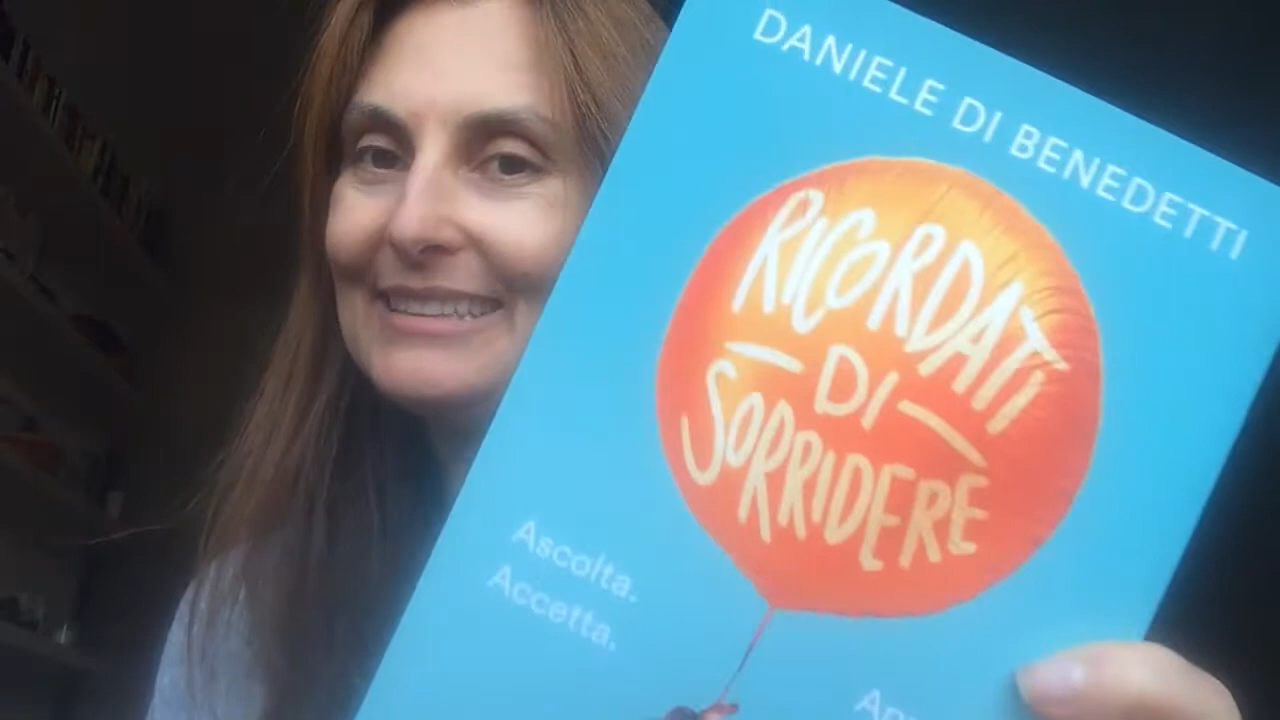 DANIELE DI BENEDETTI
RICORDATI
DI
SORRIDERE
Ascolta.
Accetta.